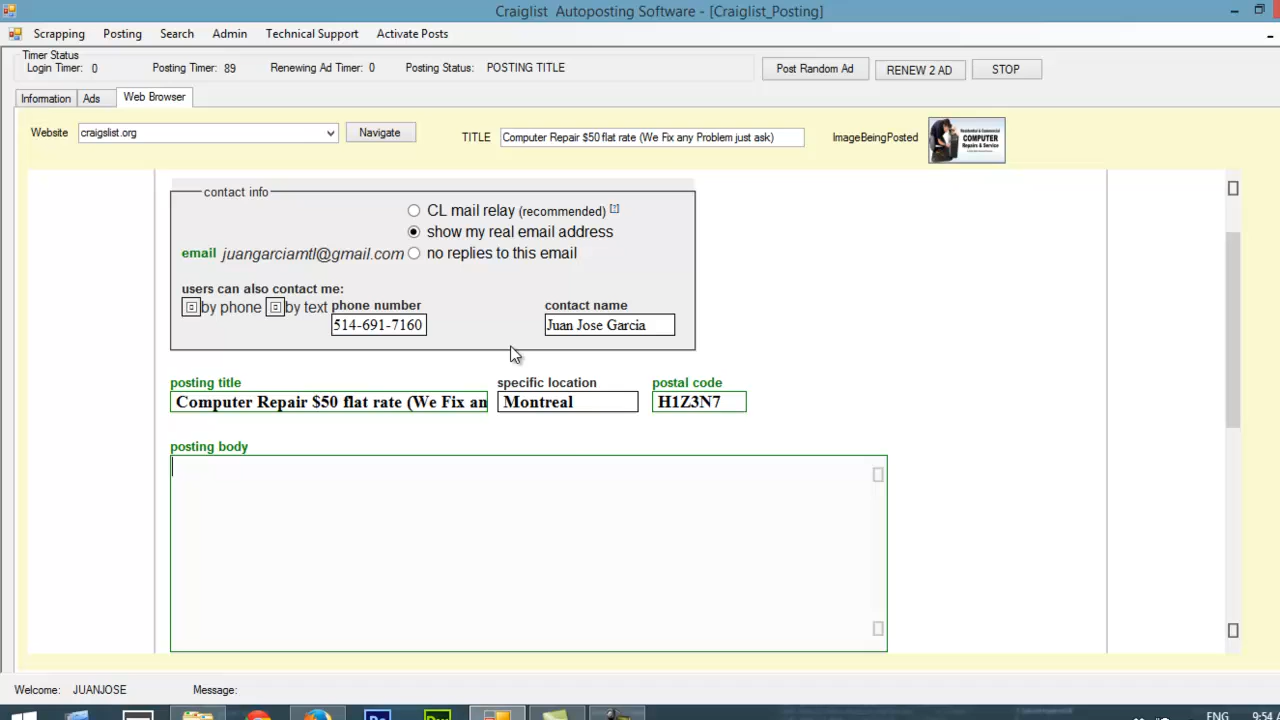 Craiglist Autoposting Software - [Craiglist_Posting]
Scrapping Posting Search Admin Technical Support Activate Posts
Timer Status
Login Timer: 0 Posting Timer: 89 Renewing Ad Timer: 0 Posting Status: POSTING TITLE Post Random Ad RENEW 2 AD STOP
Information Ads Web Browser
Website craigslist.org Navigate TITLE Computer Repair $50 flat rate (We Fix any Problem just ask) ImageBeingPosted
Residential & Commercial
COMPUTER
Repairs & Service
contact info
CL mail relay (recommended) [?]
show my real email address
email juangarciamtl@gmail.com no replies to this email
users can also contact me:
by phone by text phone number contact name
514-691-7160 Juan Jose Garcia
posting title specific location postal code
Computer Repair $50 flat rate (We Fix an Montreal H1Z3N7
posting body
Welcome: JUANJOSE Message:
ENG 9:54